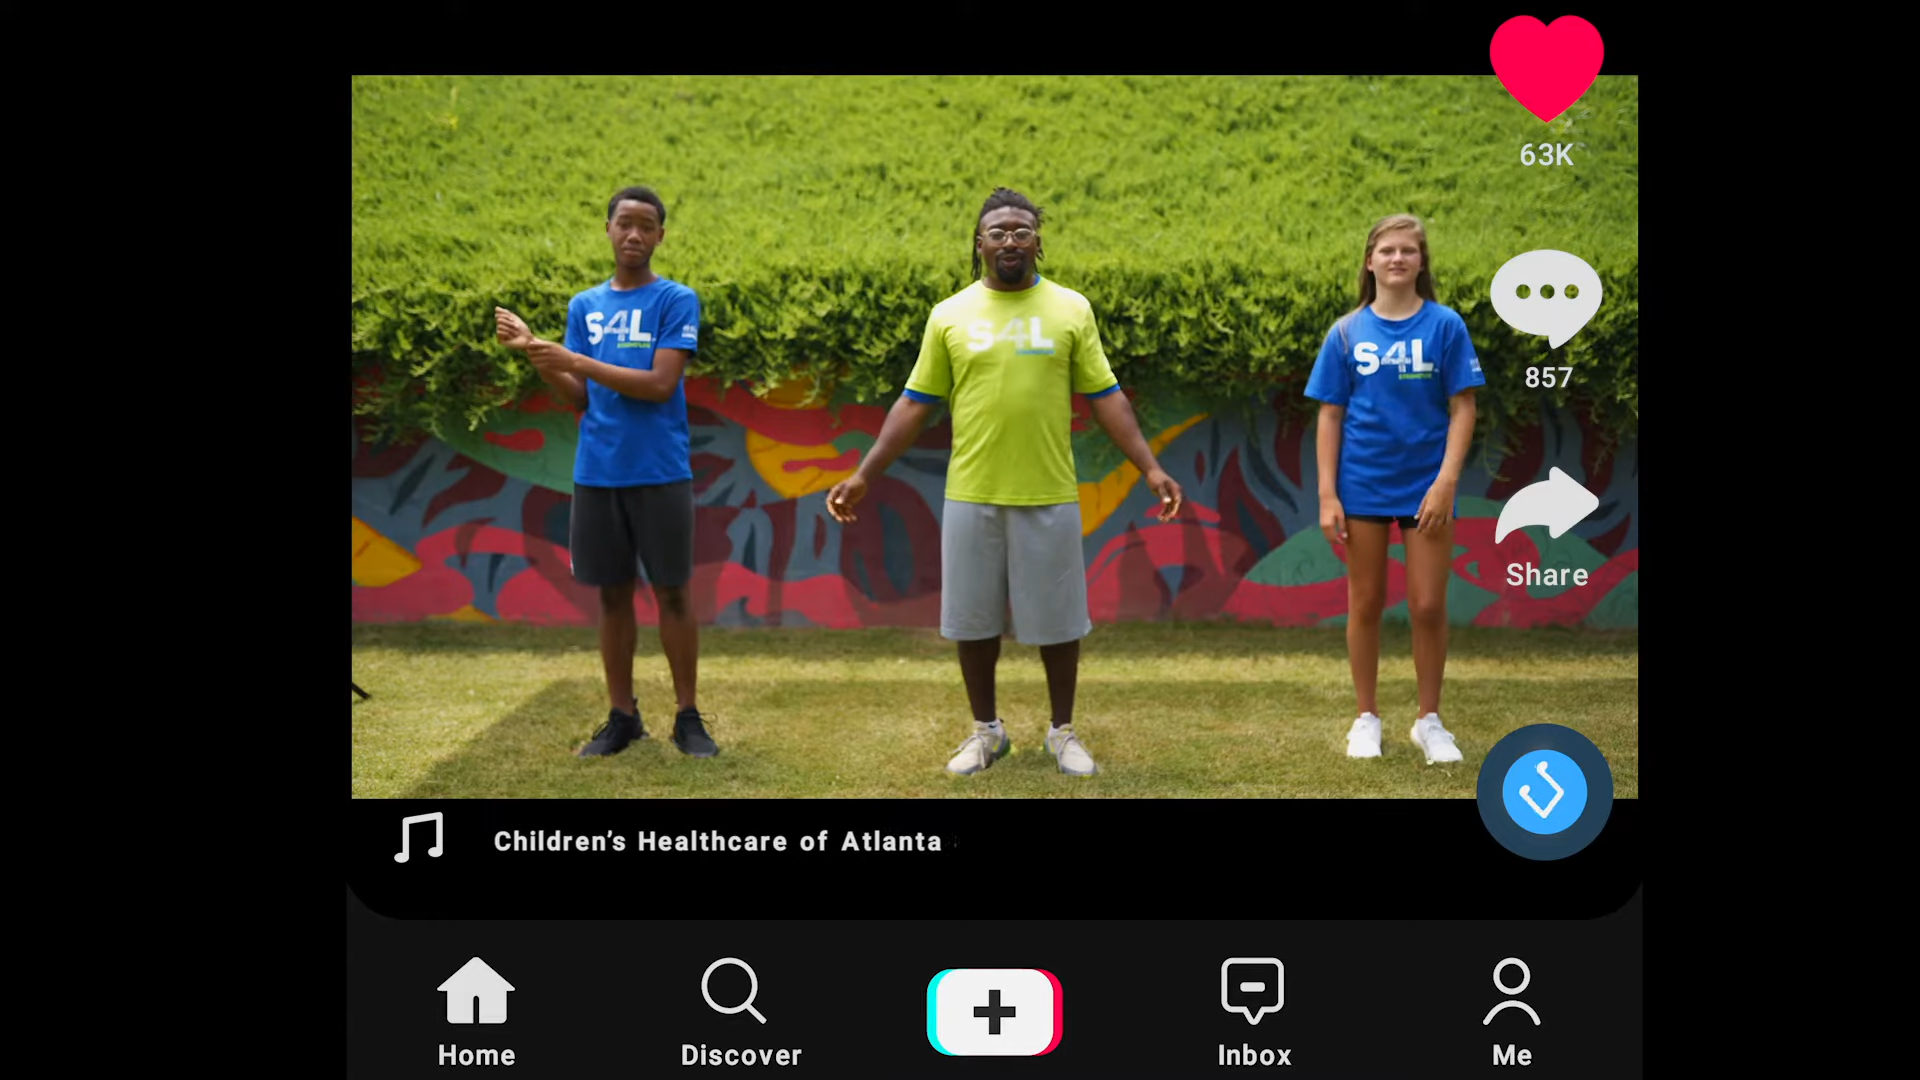 63K
S4L
S4L
S4L
857
Share
Children's Healthcare of Atlanta
Home
Discover
Inbox
Me